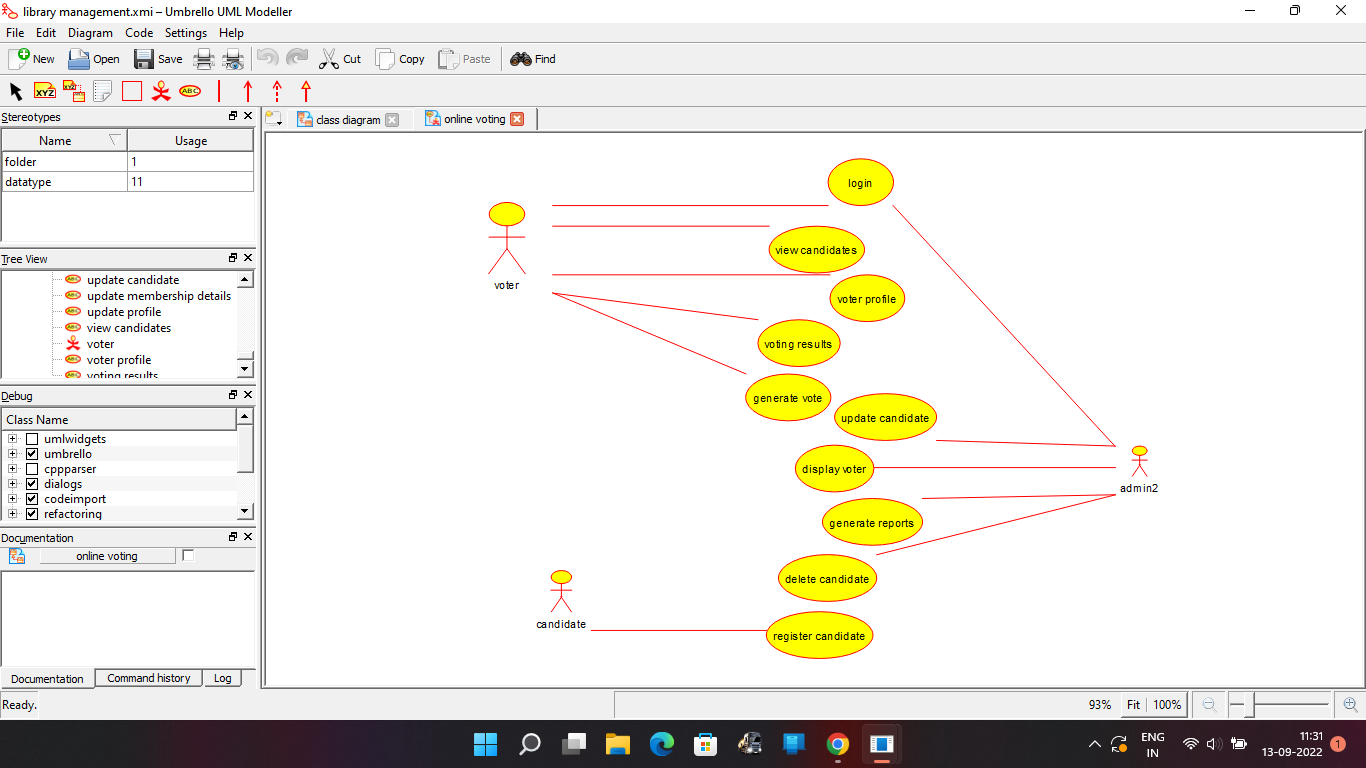 library management.xmi – Umbrello UML Modeller
File Edit Diagram Code Settings Help
New Open Save Cut Copy Paste Find
XYZ XYZ ABC
Stereotypes
Name Usage
folder 1
datatype 11
Tree View
update candidate
update membership details
update profile
view candidates
voter
voter profile
voting results
Debug
Class Name
umlwidgets
umbrello
cppparser
dialogs
codeimport
refactoring
Documentation
online voting
Documentation Command history Log
class diagram online voting
login
view candidates
voter
voter profile
voting results
generate vote
update candidate
display voter
admin2
generate reports
delete candidate
candidate
register candidate
Ready. 93% Fit 100%
ENG
IN
11:31
13-09-2022
1